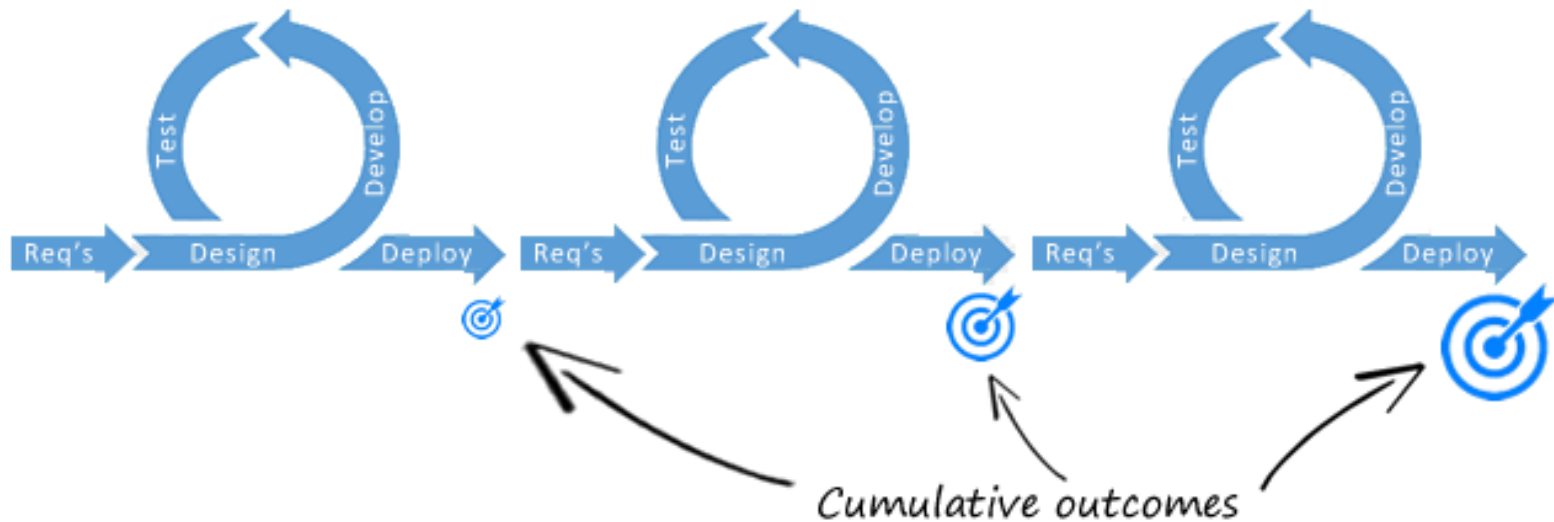 Test
Develop
Req's
Design
Deploy
Test
Develop
Req's
Design
Deploy
Test
Develop
Req's
Design
Deploy
Cumulative outcomes